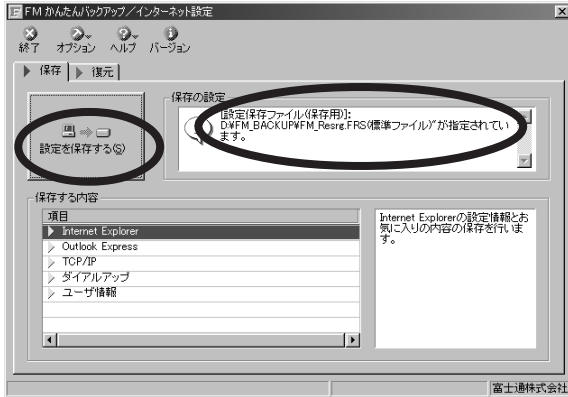 FM かんたんバックアップ／インターネット設定
終了 オプション ヘルプ バージョン
保存 復元
保存の設定
[設定保存ファイル(保存用)]:
D:¥FM_BACKUP¥FM_Resrg.FRS(標準ファイル)"が指定されてい
ます。
設定を保存する(S)
保存する内容
項目
Internet Explorer
Outlook Express
TCP/IP
ダイアルアップ
ユーザ情報
Internet Explorerの設定情報とお
気に入りの内容の保存を行いま
す。
富士通株式会社